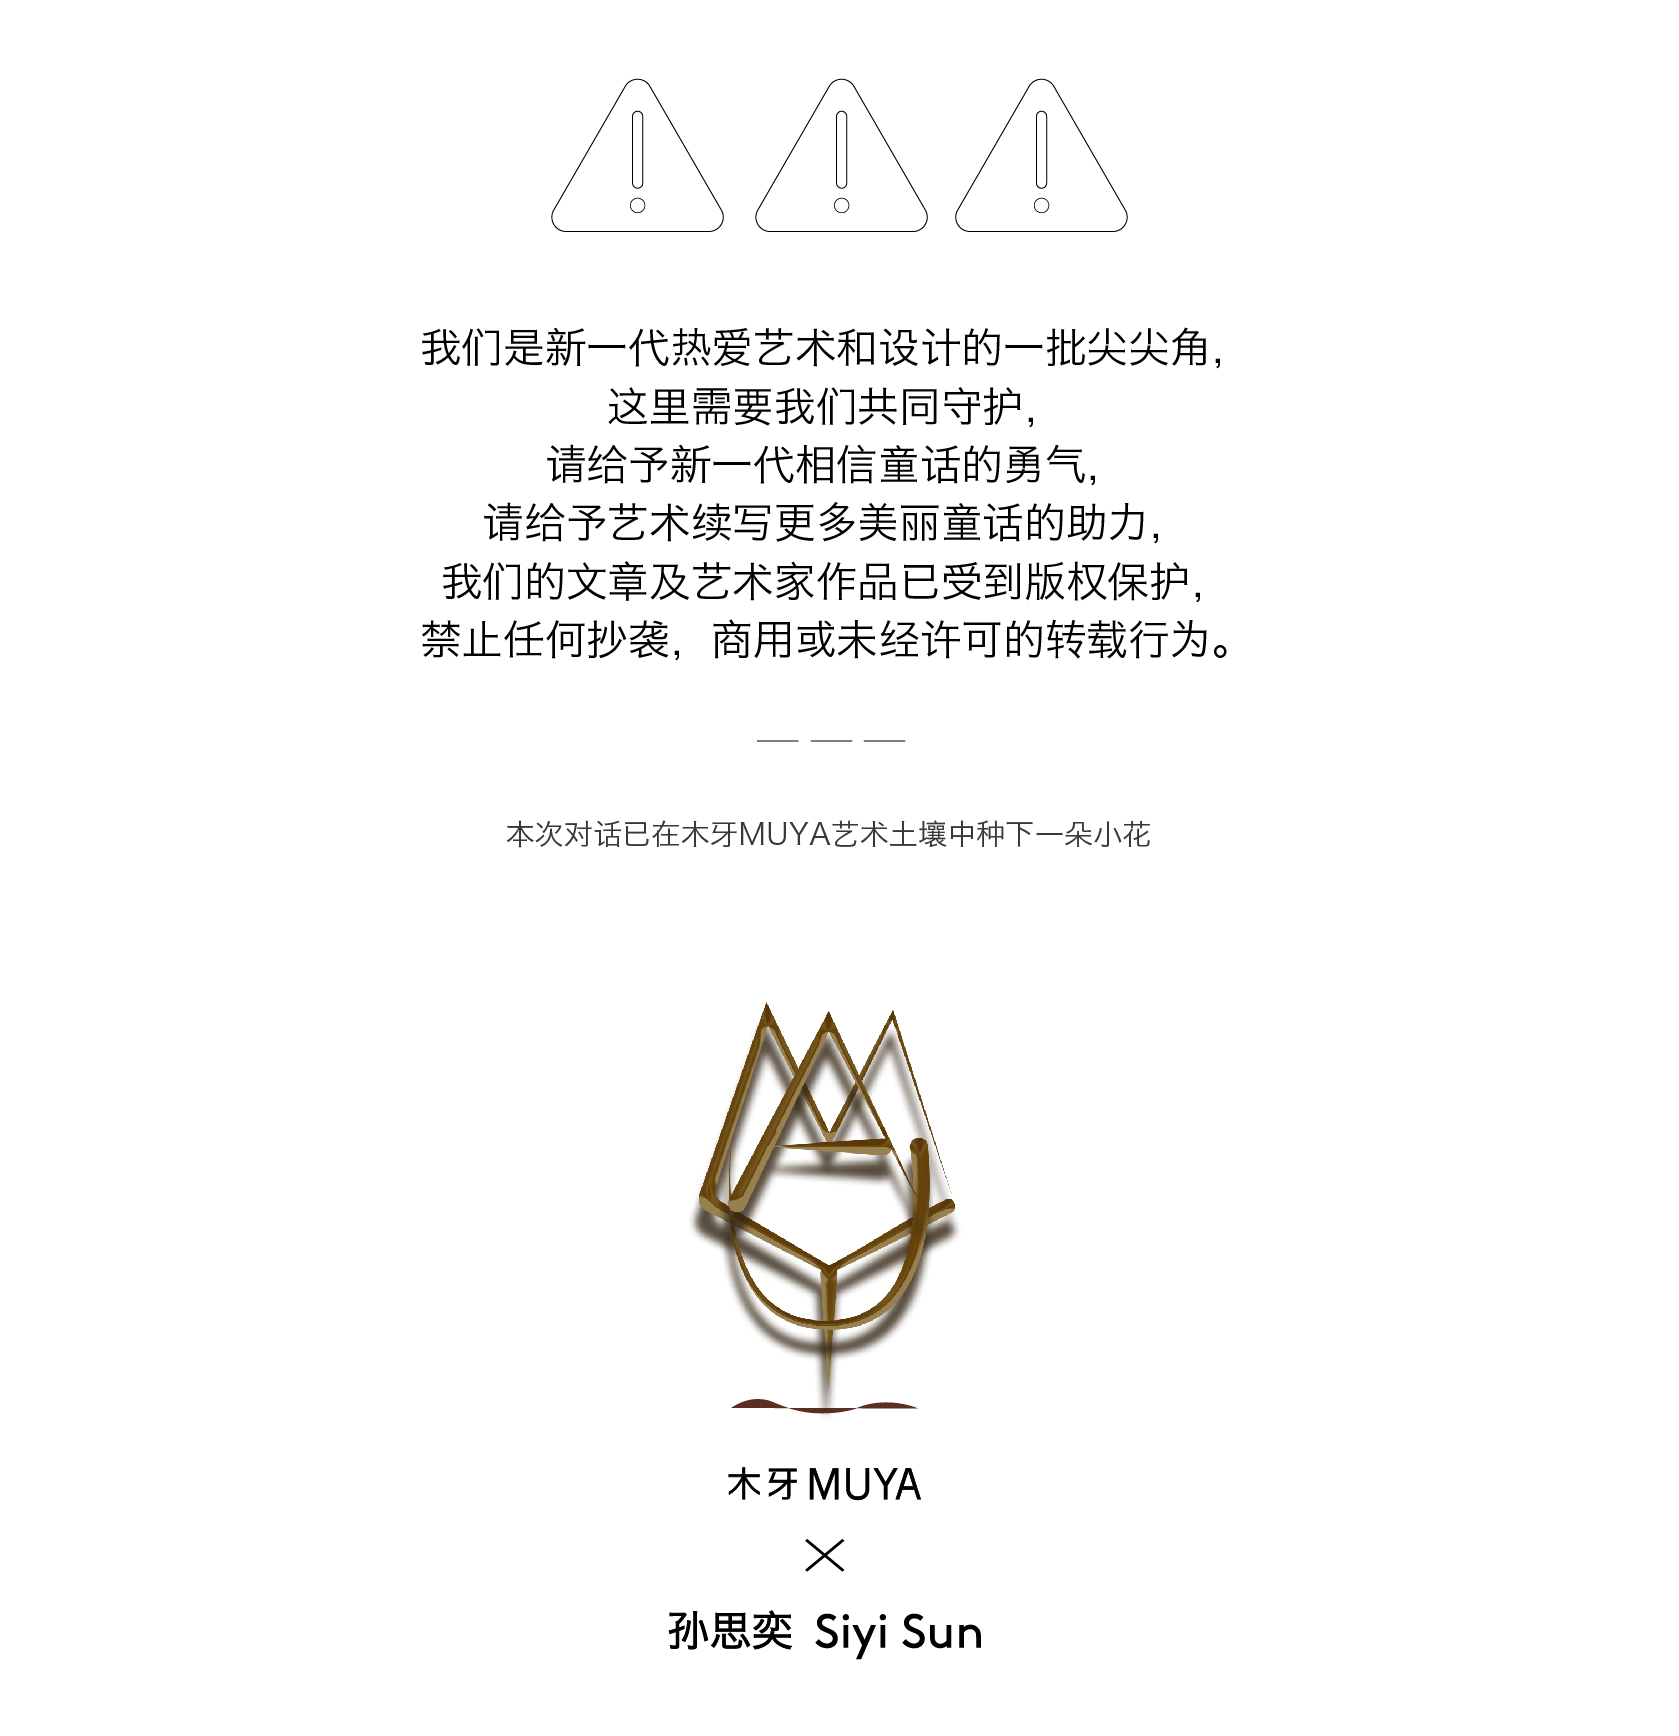 我们是新一代热爱艺术和设计的一批尖尖角，
这里需要我们共同守护，
请给予新一代相信童话的勇气，
请给予艺术续写更多美丽童话的助力，
我们的文章及艺术家作品已受到版权保护，
禁止任何抄袭，商用或未经许可的转载行为。
本次对话已在木牙MUYA艺术土壤中种下一朵小花
木牙MUYA
孙思奕 Siyi Sun